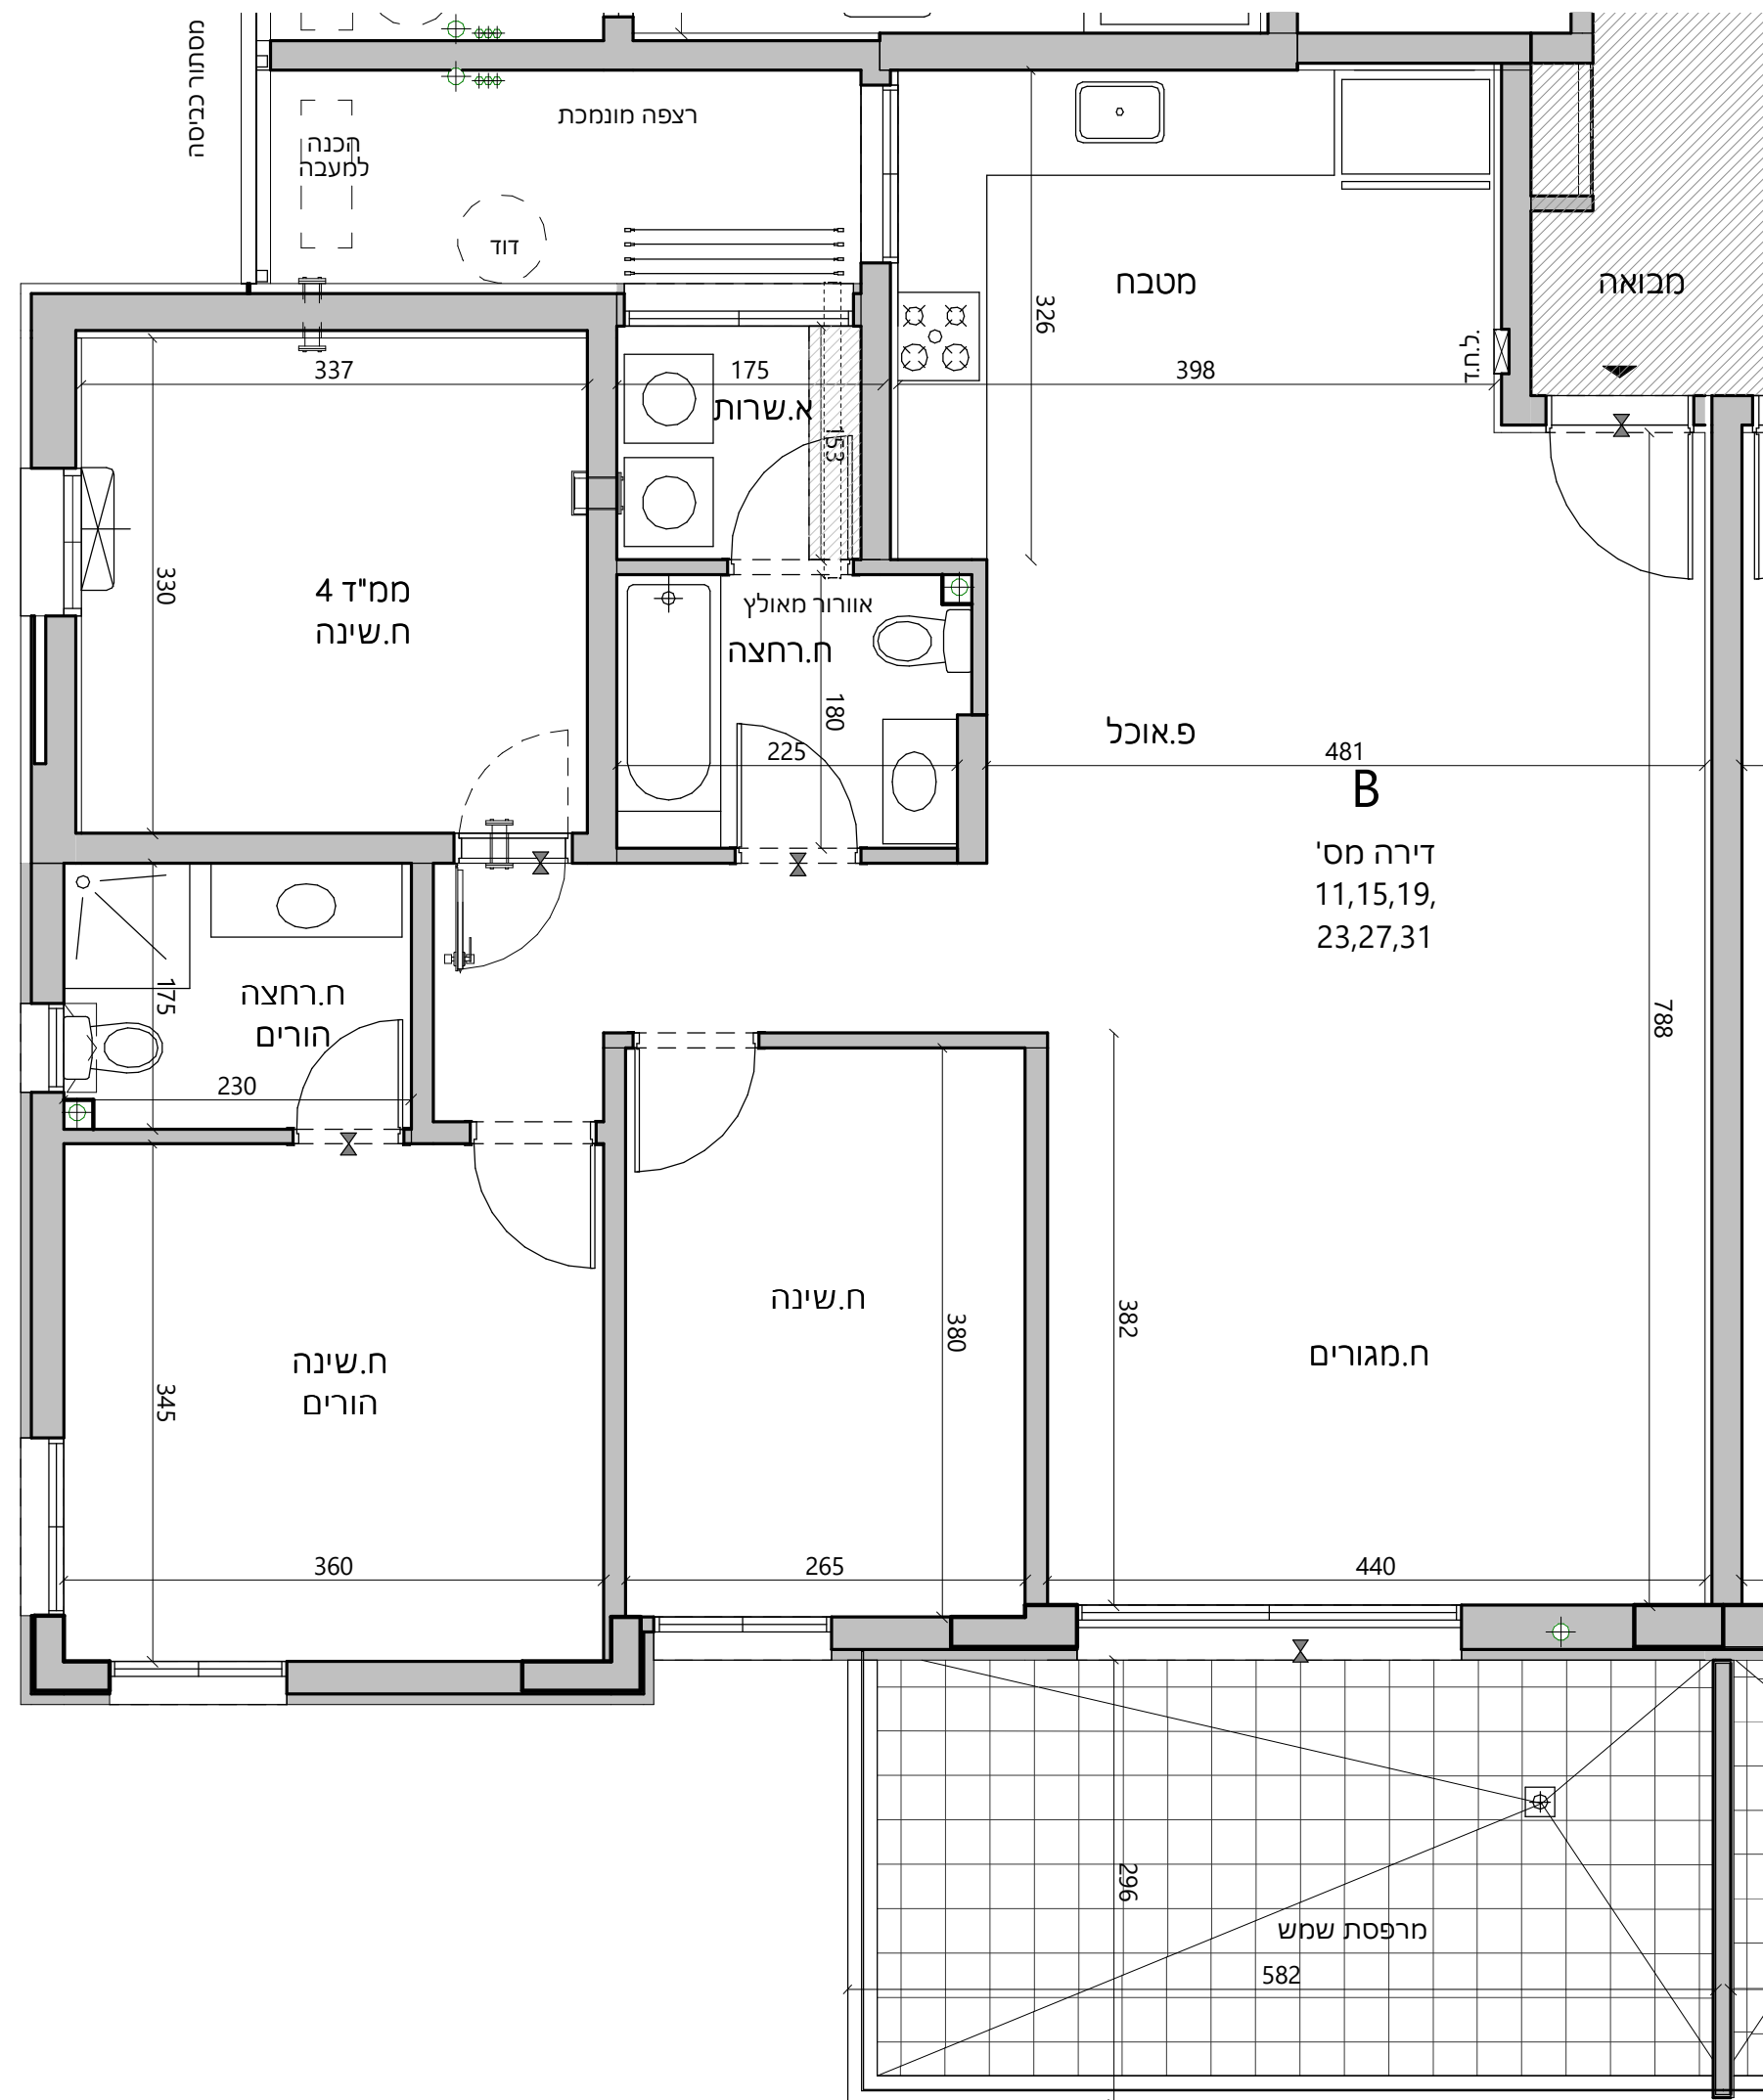 מסתור כביסה
רצפה מונמכת
הכנה
למעבה
דוד
מטבח
מבואה
326
ל.ח.ד.
337
175
398
א.שרות
153
330
ממ"ד 4
ח.שינה
אוורור מאולץ
ח.רחצה
180
225
פ.אוכל
481
B
דירה מס'
11,15,19,
23,27,31
175
ח.רחצה
הורים
230
788
ח.שינה
380
382
ח.מגורים
ח.שינה
הורים
345
360
265
440
296
מרפסת שמש
582